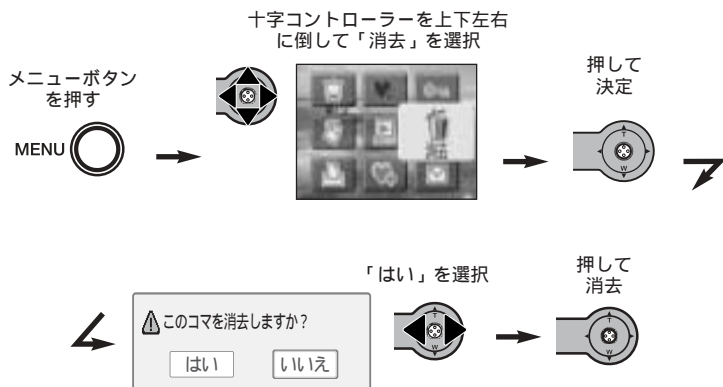 十字コントローラーを上下左右
に倒して「消去」を選択
メニューボタン
を押す
MENU
消去
押して
決定
T
W
「はい」を選択
押して
消去
このコマを消去しますか?
はい
いいえ
T
W
T
W